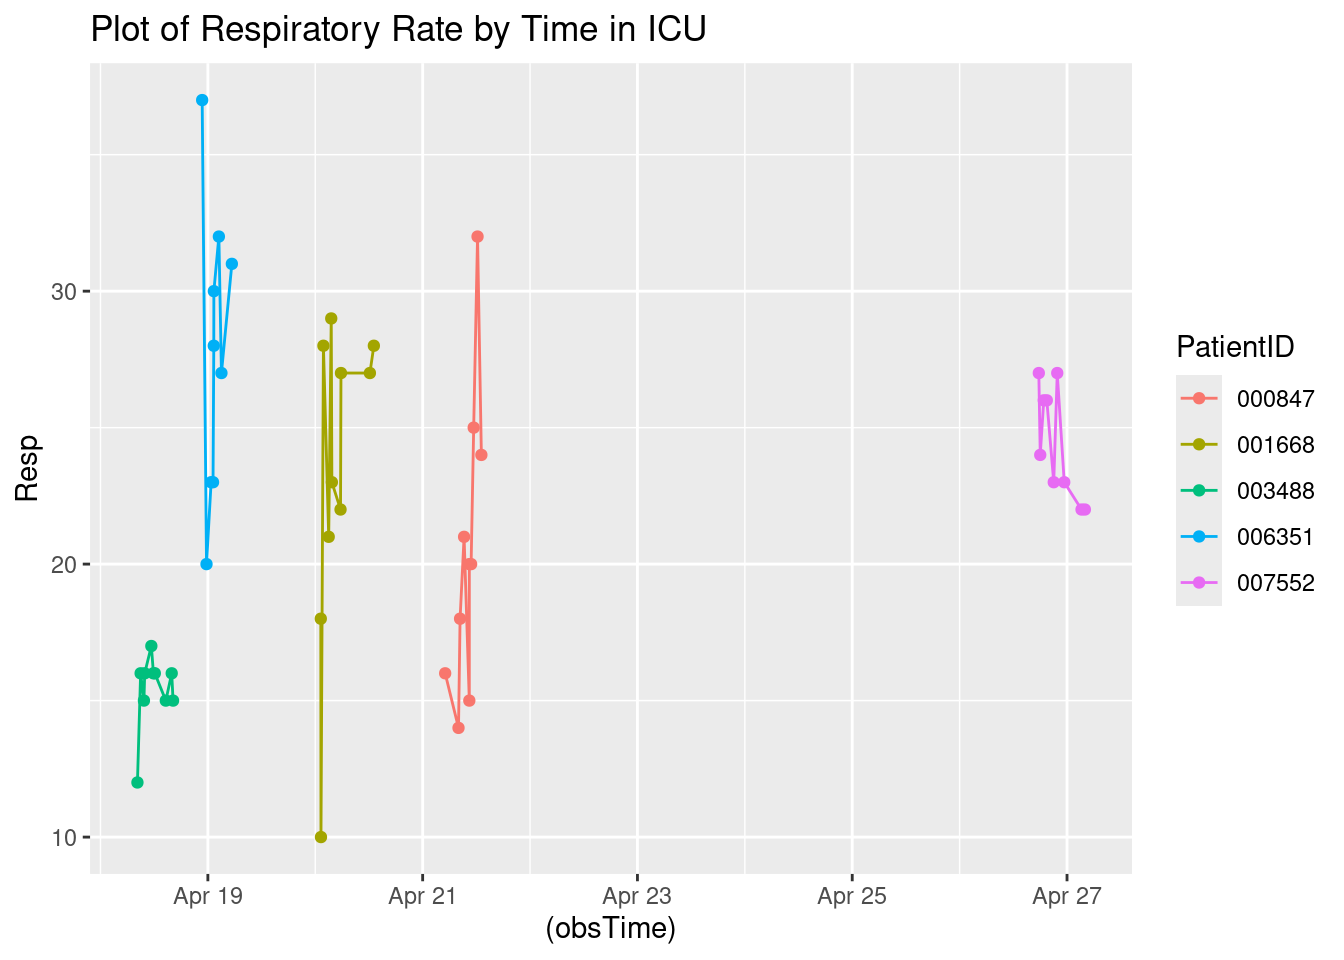 Plot of Respiratory Rate by Time in ICU
Resp
30
20
10
Apr 19
Apr 21
Apr 23
Apr 25
Apr 27
(obsTime)
PatientID
000847
001668
003488
006351
007552